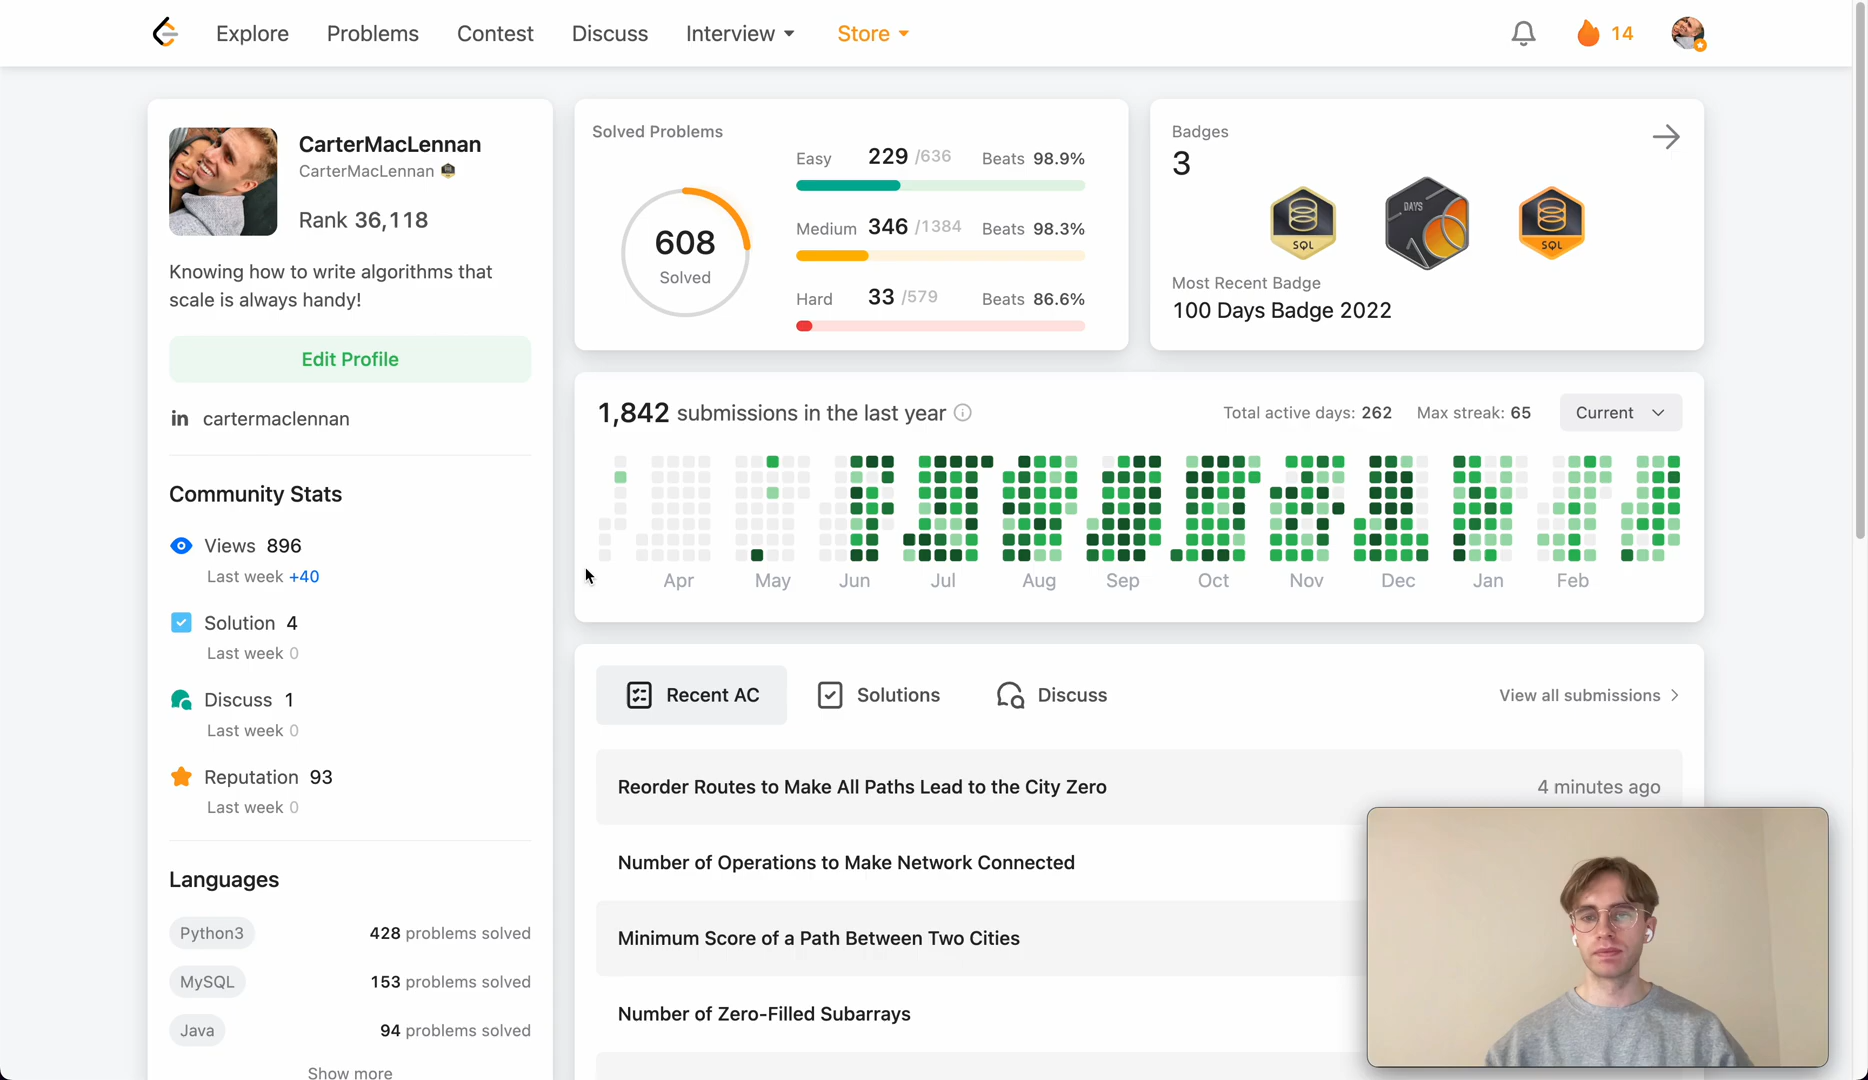 Explore Problems Contest Discuss Interview Store 14
CarterMacLennan
CarterMacLennan
Rank 36,118
Knowing how to write algorithms that
scale is always handy!
Edit Profile
in cartermaclennan
Community Stats
Views 896
Last week +40
Solution 4
Last week 0
Discuss 1
Last week 0
Reputation 93
Last week 0
Languages
Python3 428 problems solved
MySQL 153 problems solved
Java 94 problems solved
Show more
Solved Problems
608
Solved
Easy 229 /636 Beats 98.9%
Medium 346 /1384 Beats 98.3%
Hard 33 /579 Beats 86.6%
Badges
3
SQL
DAYS
SQL
Most Recent Badge
100 Days Badge 2022
1,842 submissions in the last year
Total active days: 262 Max streak: 65 Current
Apr May Jun Jul Aug Sep Oct Nov Dec Jan Feb
Recent AC Solutions Discuss View all submissions
Reorder Routes to Make All Paths Lead to the City Zero 4 minutes ago
Number of Operations to Make Network Connected
Minimum Score of a Path Between Two Cities
Number of Zero-Filled Subarrays